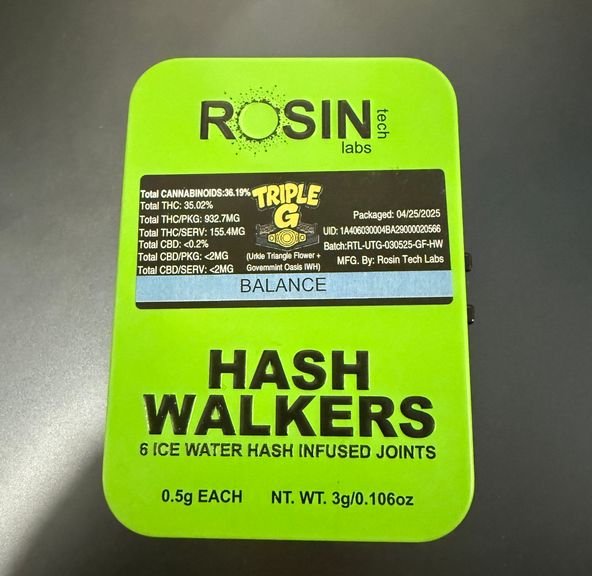 ROSIN tech
labs
Total CANNABINOIDS:36.19%
Total THC: 35.02%
Total THC/PKG: 932.7MG
Total THC/SERV: 155.4MG
Total CBD: <0.2%
Total CBD/PKG: <2MG
Total CBD/SERV: <2MG
TRIPLE
G
(Urkle Triangle Flower +
Governmint Oasis IWH)
Packaged: 04/25/2025
UID: 1A406030004BA29000020566
Batch:RTL-UTG-030525-GF-HW
MFG. By: Rosin Tech Labs
BALANCE
HASH
WALKERS
6 ICE WATER HASH INFUSED JOINTS
0.5g EACH NT. WT. 3g/0.106oz